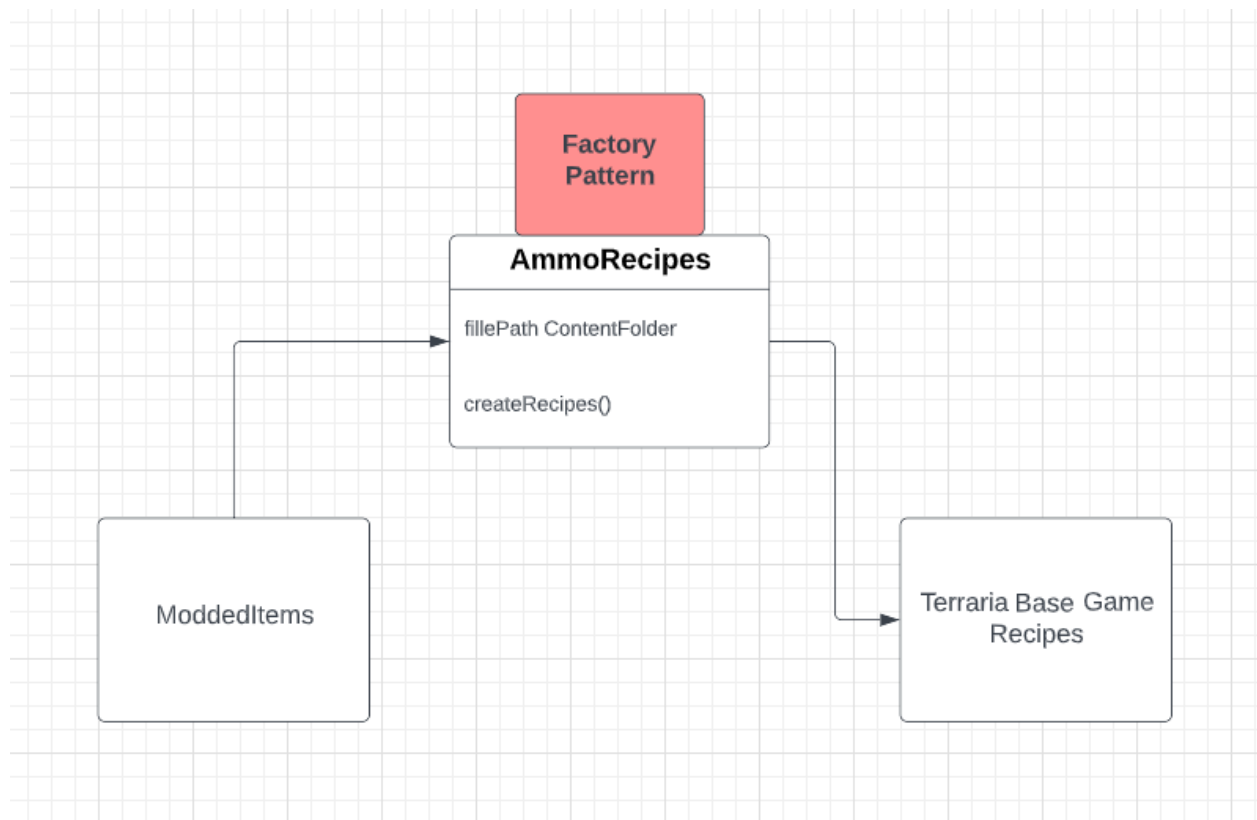 Factory
Pattern
AmmoRecipes
fillePath ContentFolder
createRecipes()
ModdedItems
Terraria Base Game
Recipes